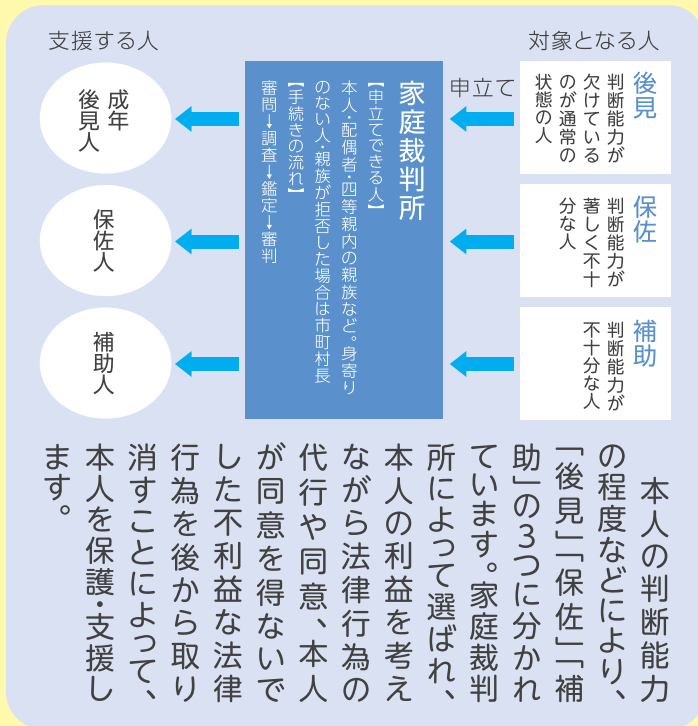 対象となる人
後見
判断能力が
欠けている
のが通常の
状態の人
保佐
判断能力が
著しく不十
分な人
補助
判断能力が
不十分な人
申立て
家庭裁判所
【申立てできる人】
本人・配偶者・四等親内の親族など。身寄り
のない人・親族が拒否した場合は市町村長
【手続きの流れ】
審問→調査→鑑定→審判
支援する人
成年
後見人
保佐人
補助人
本人の判断能力
の程度などにより、
「後見」「保佐」「補
助」の3つに分かれ
ています。家庭裁判
所によって選ばれ、
本人の利益を考え
ながら法律行為の
代行や同意、本人
が同意を得ないで
した不利益な法律
行為を後から取り
消すことによって、
本人を保護・支援し
ます。